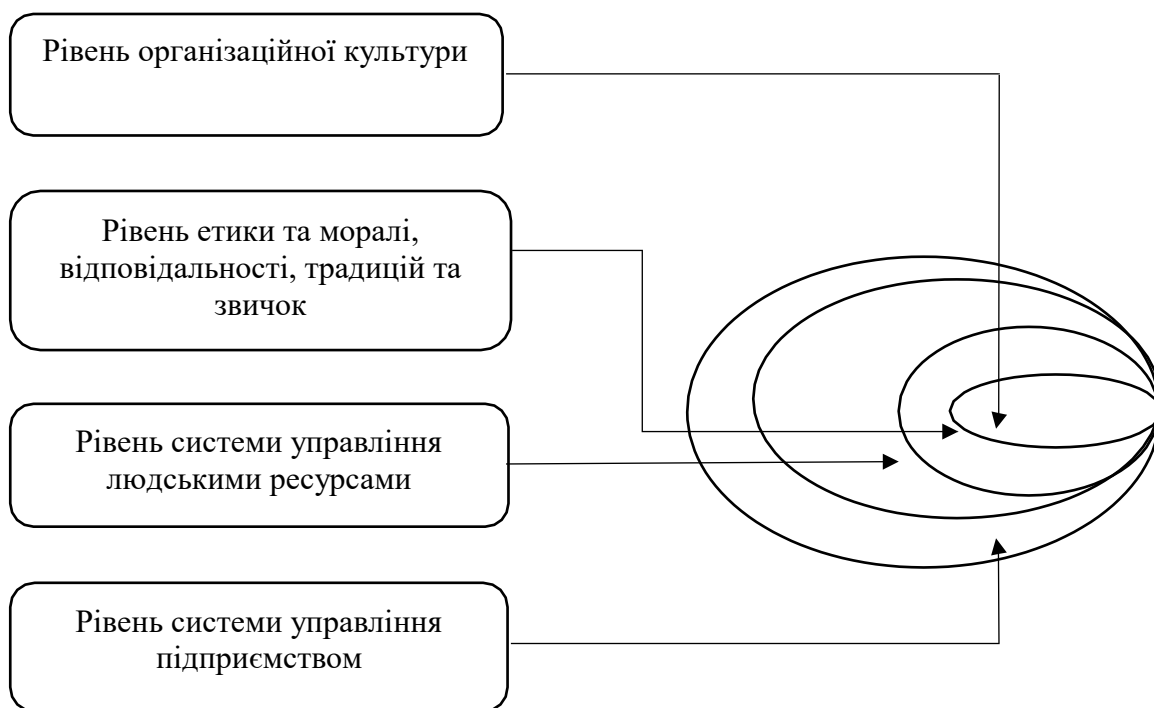 Рівень організаційної культури
Рівень етики та моралі,
відповідальності, традицій та
звичок
Рівень системи управління
людськими ресурсами
Рівень системи управління
підприємством